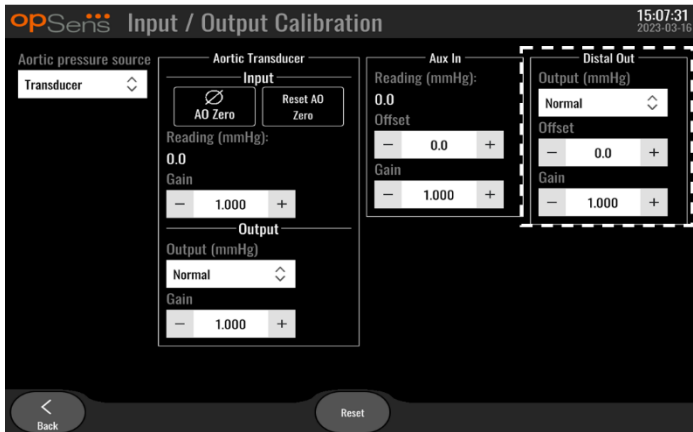 opSens Input / Output Calibration
15:07:31
2023-03-16
Aortic pressure source
Transducer
Aortic Transducer
Input
AO Zero
Reset AO
Zero
Reading (mmHg):
0.0
Gain
− 1.000 +
Output
Output (mmHg)
Normal
Gain
− 1.000 +
Aux In
Reading (mmHg):
0.0
Offset
− 0.0 +
Gain
− 1.000 +
Distal Out
Output (mmHg)
Normal
Offset
− 0.0 +
Gain
− 1.000 +
Back
Reset